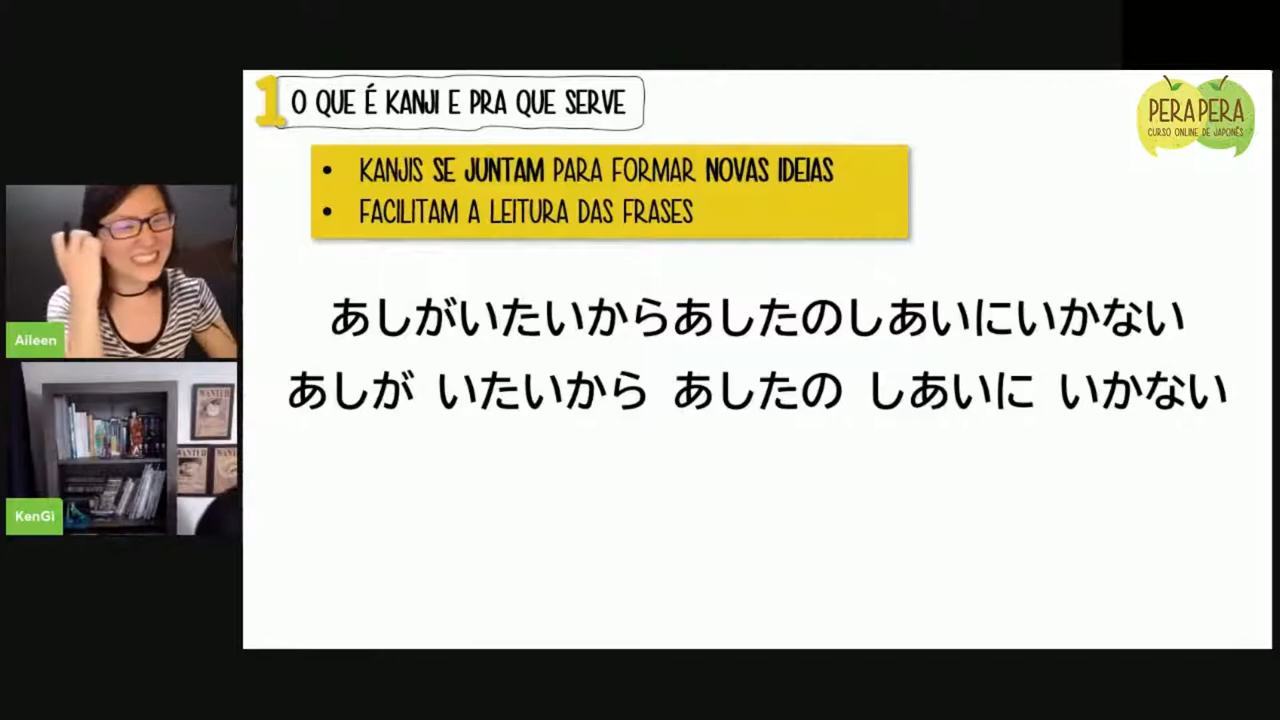 1 O QUE É KANJI E PRA QUE SERVE
PERAPERA
CURSO ONLINE DE JAPONÊS
• KANJIS SE JUNTAM PARA FORMAR NOVAS IDEIAS
• FACILITAM A LEITURA DAS FRASES
あしがいたいからあしたのしあいにいかない
あしが いたいから あしたの しあいに いかない
Aileen
WANTED
WANTED
KenGi